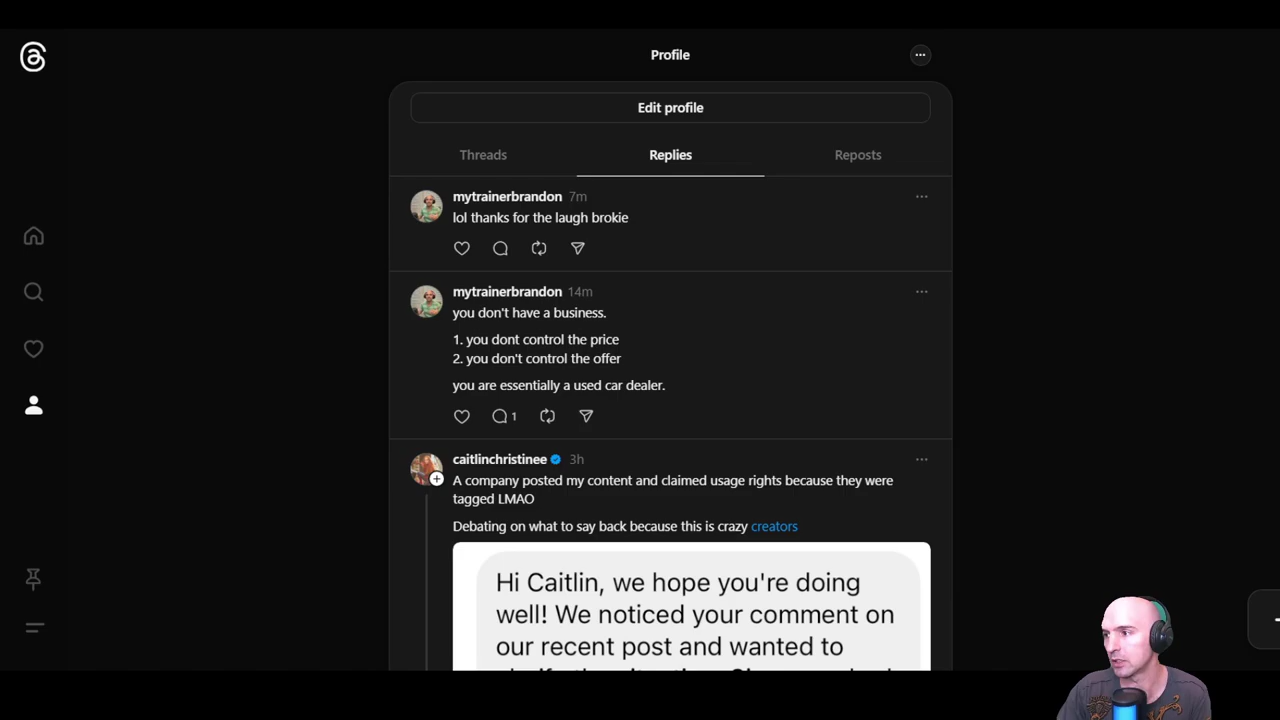 Profile
Edit profile
Threads
Replies
Reposts
mytrainerbrandon 7m
lol thanks for the laugh brokie
mytrainerbrandon 14m
you don't have a business.
1. you dont control the price
2. you don't control the offer
you are essentially a used car dealer.
1
caitlinchristinee 3h
A company posted my content and claimed usage rights because they were
tagged LMAO
Debating on what to say back because this is crazy creators
Hi Caitlin, we hope you're doing
well! We noticed your comment on
our recent post and wanted to